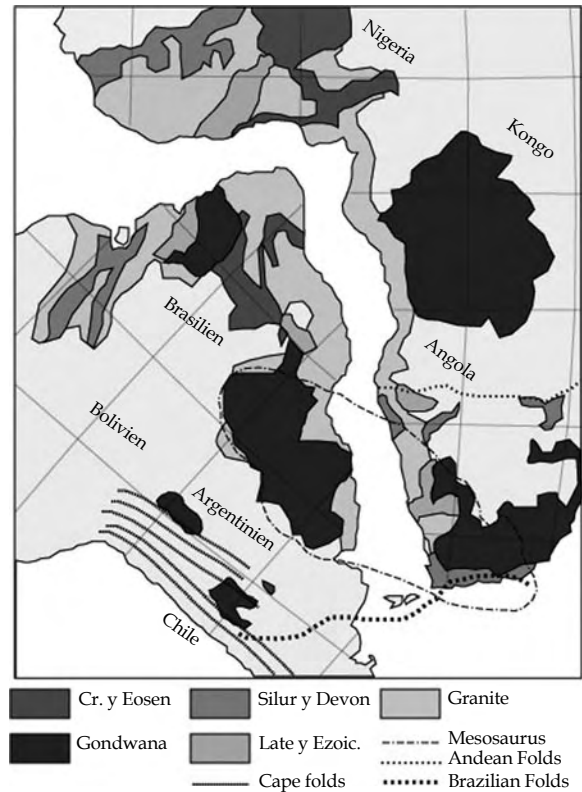 Nigeria
Kongo
Brasilien
Angola
Bolivien
Argentinien
Chile
Cr. y Eosen
Silur y Devon
Granite
Gondwana
Late y Ezoic.
Mesosaurus
Andean Folds
Cape folds
Brazilian Folds